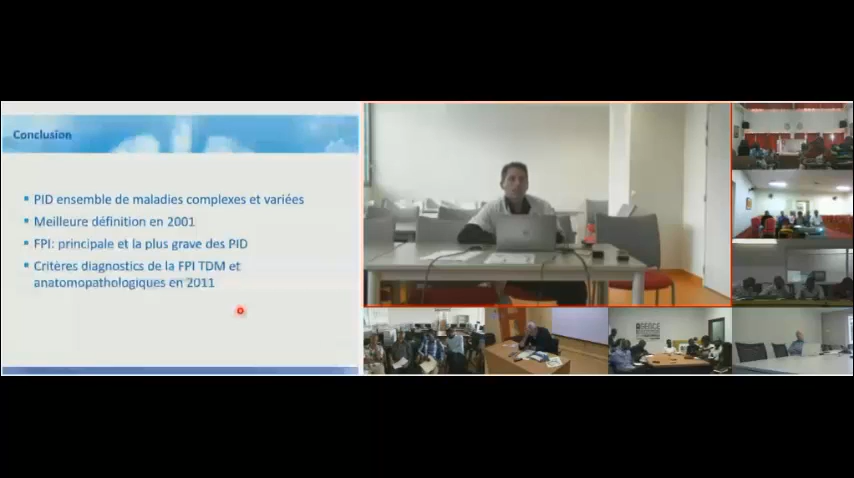 Conclusion
PID ensemble de maladies complexes et variées
Meilleure définition en 2001
FPI: principale et la plus grave des PID
Critères diagnostics de la FPI TDM et
anatomopathologiques en 2011